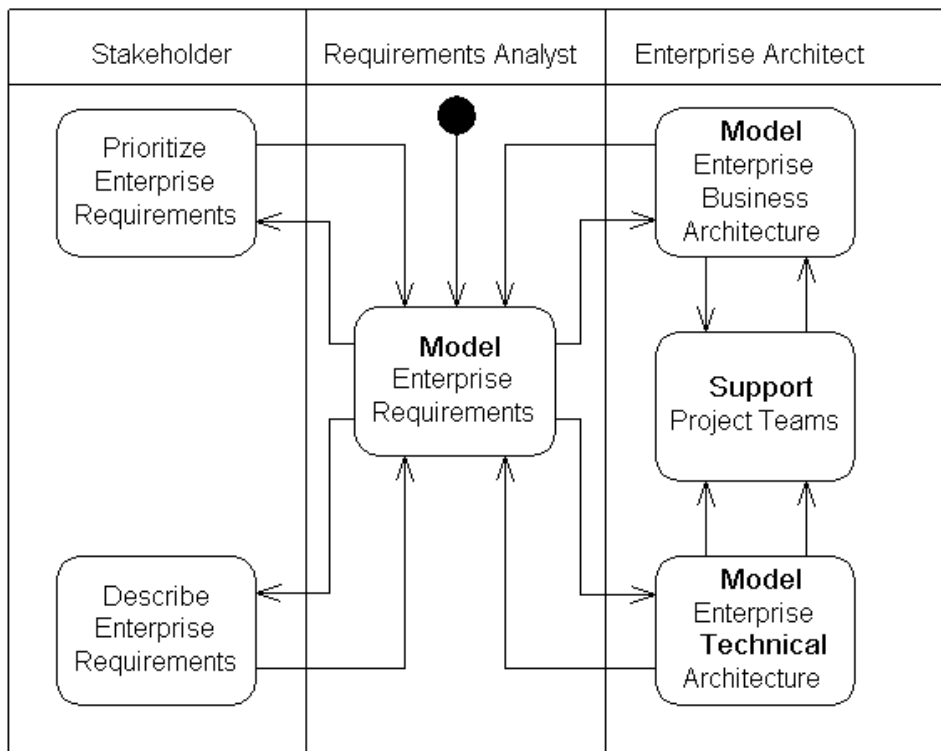 Stakeholder
Requirements Analyst
Enterprise Architect
Prioritize
Enterprise
Requirements
Model
Enterprise
Business
Architecture
Model
Enterprise
Requirements
Support
Project Teams
Describe
Enterprise
Requirements
Model
Enterprise
Technical
Architecture